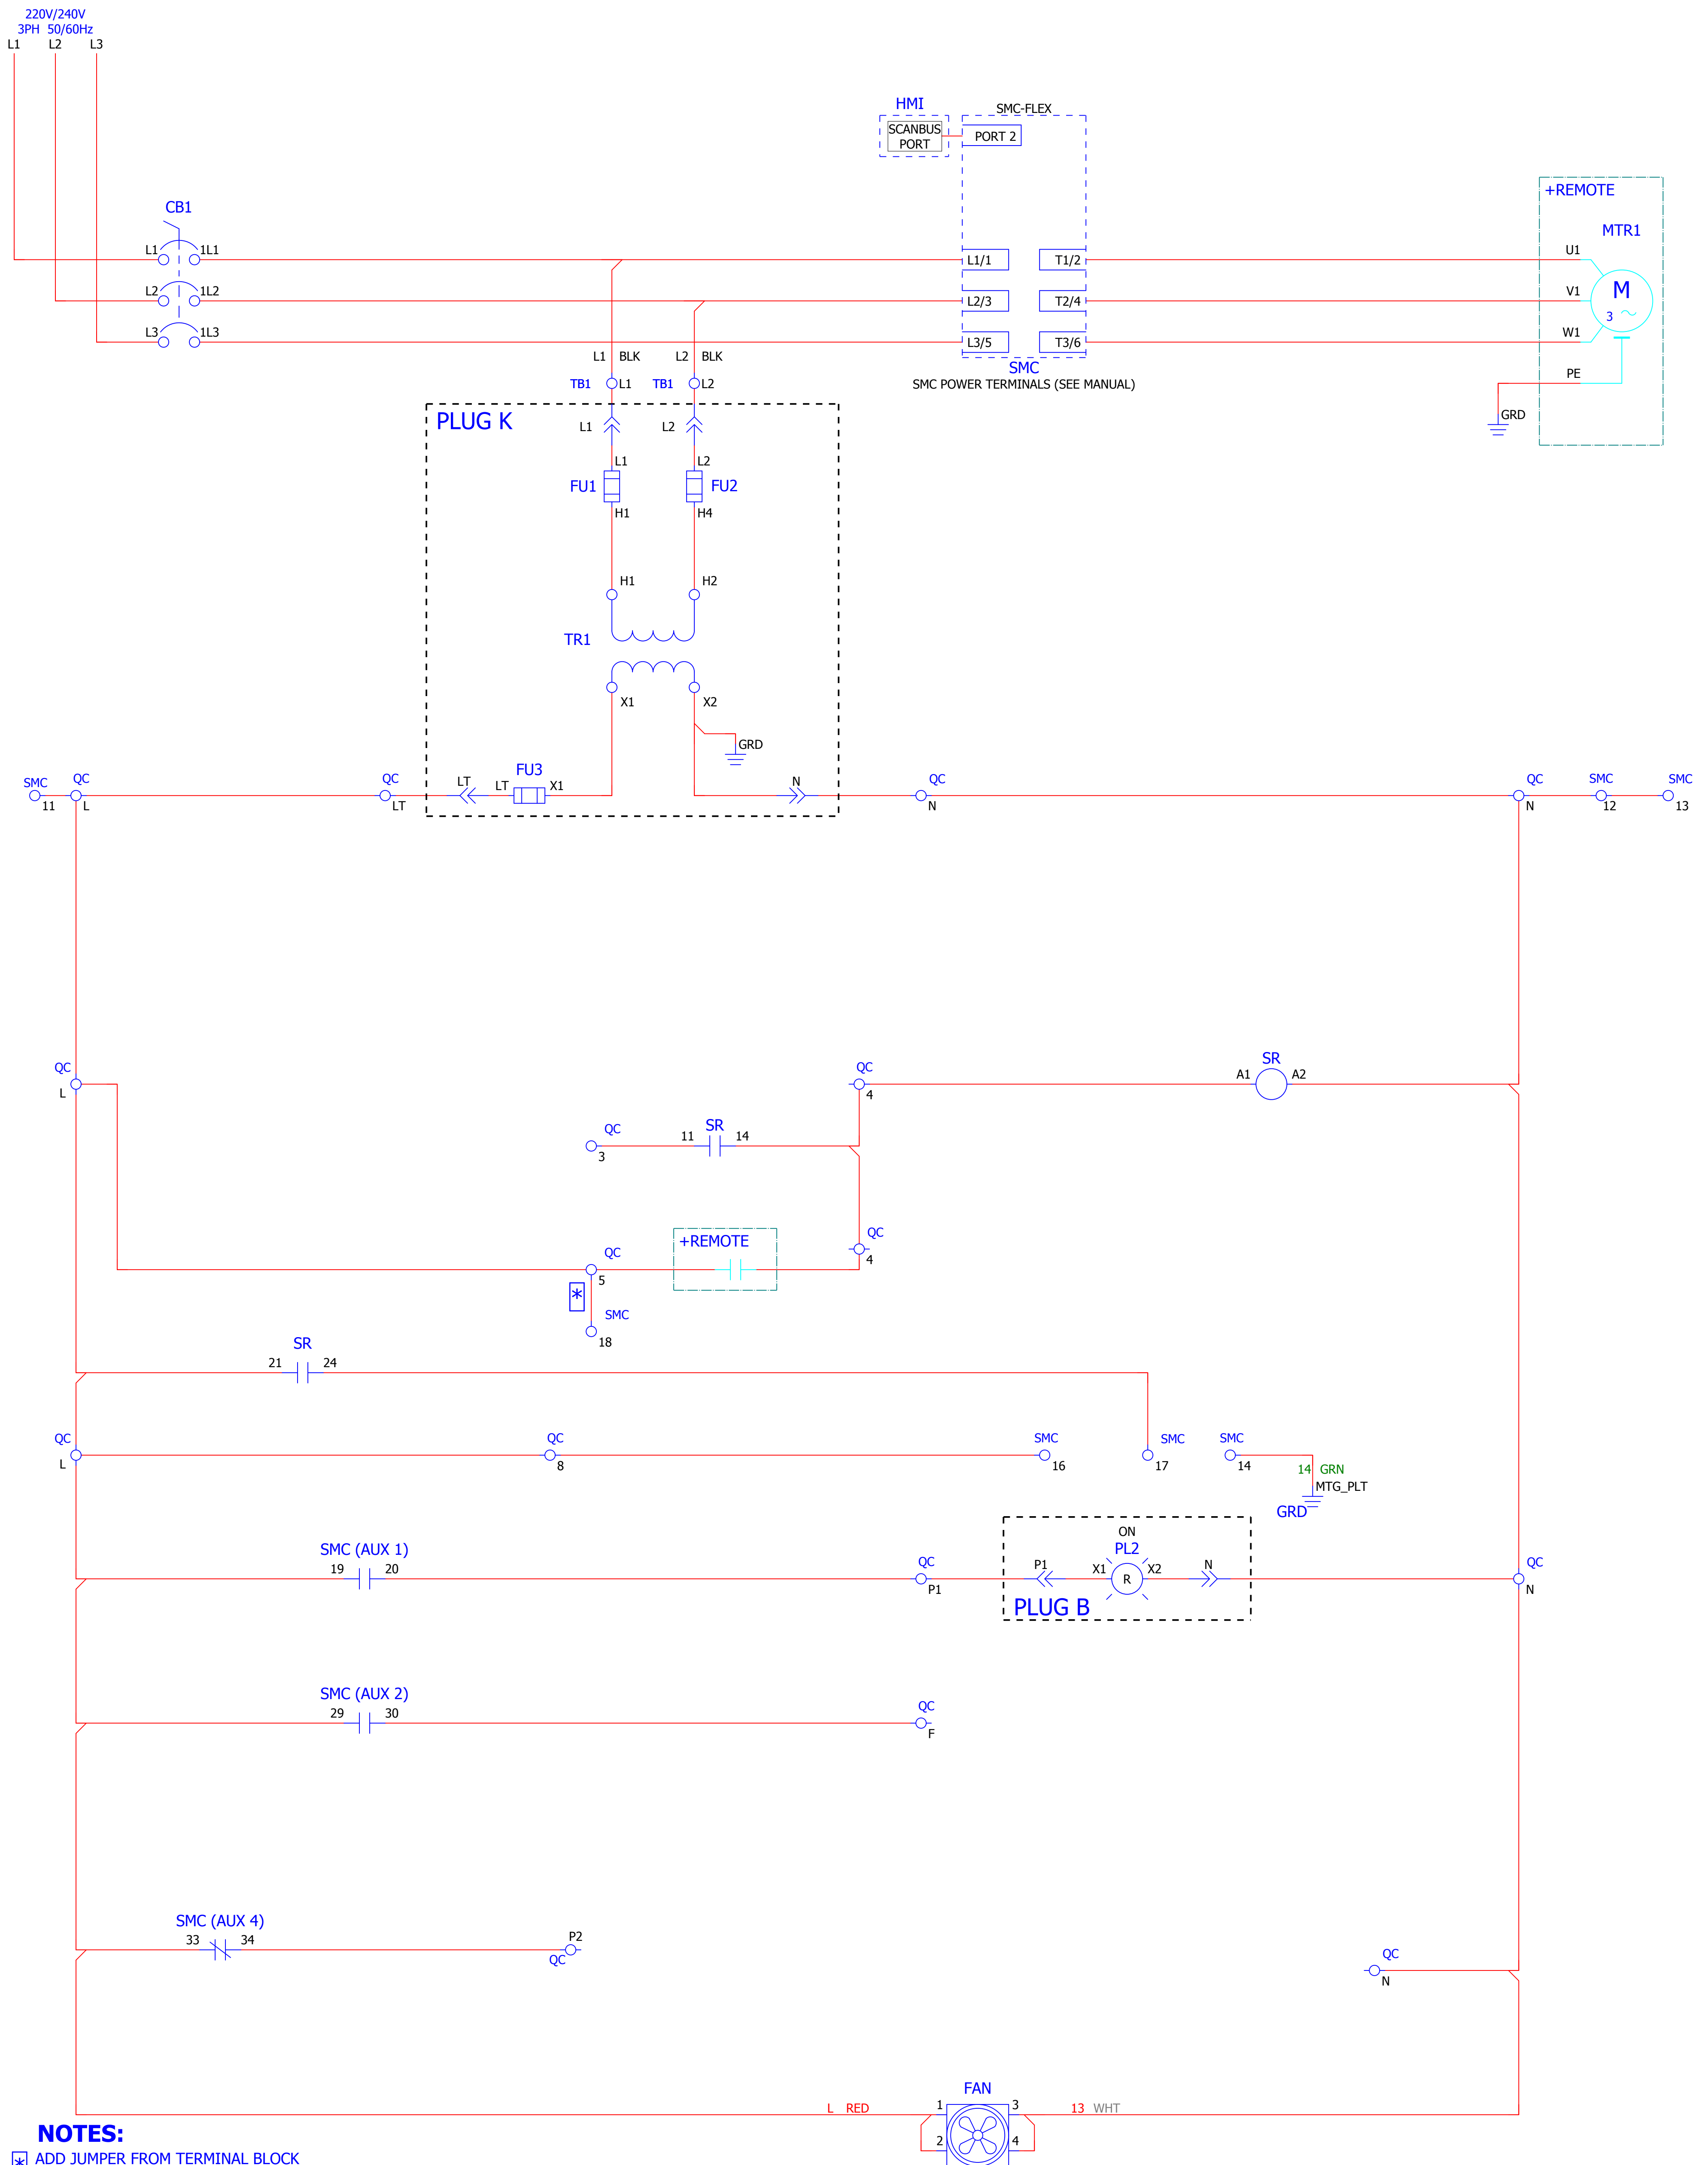 220V/240V
3PH 50/60Hz
L1 L2 L3
HMI
SCANBUS
PORT
SMC-FLEX
PORT 2
+REMOTE
MTR1
CB1
L1 1L1
L2 1L2
L3 1L3
L1/1 T1/2
L2/3 T2/4
L3/5 T3/6
U1
V1
W1
PE
M
3
GRD
SMC
SMC POWER TERMINALS (SEE MANUAL)
L1 BLK L2 BLK
TB1 L1 TB1 L2
PLUG K
L1 L2
L1 L2
FU1 FU2
H1 H4
H1 H2
TR1
X1 X2
GRD
FU3
SMC QC QC LT LT X1 N QC QC SMC SMC
11 L LT N N 12 13
QC QC SR
L 4 A1 A2
QC SR
3 11 14
QC +REMOTE QC
5 4
*
SMC
18
SR
21 24
QC QC SMC SMC SMC
L 8 16 17 14
14 GRN
MTG_PLT
GRD
ON
PL2
SMC (AUX 1)
19 20 QC P1 P1 X1 R X2 N QC N
PLUG B
SMC (AUX 2)
29 30 QC F
SMC (AUX 4)
33 34 P2 QC
QC
N
FAN
L RED 1 3 13 WHT
2 4
NOTES:
* ADD JUMPER FROM TERMINAL BLOCK